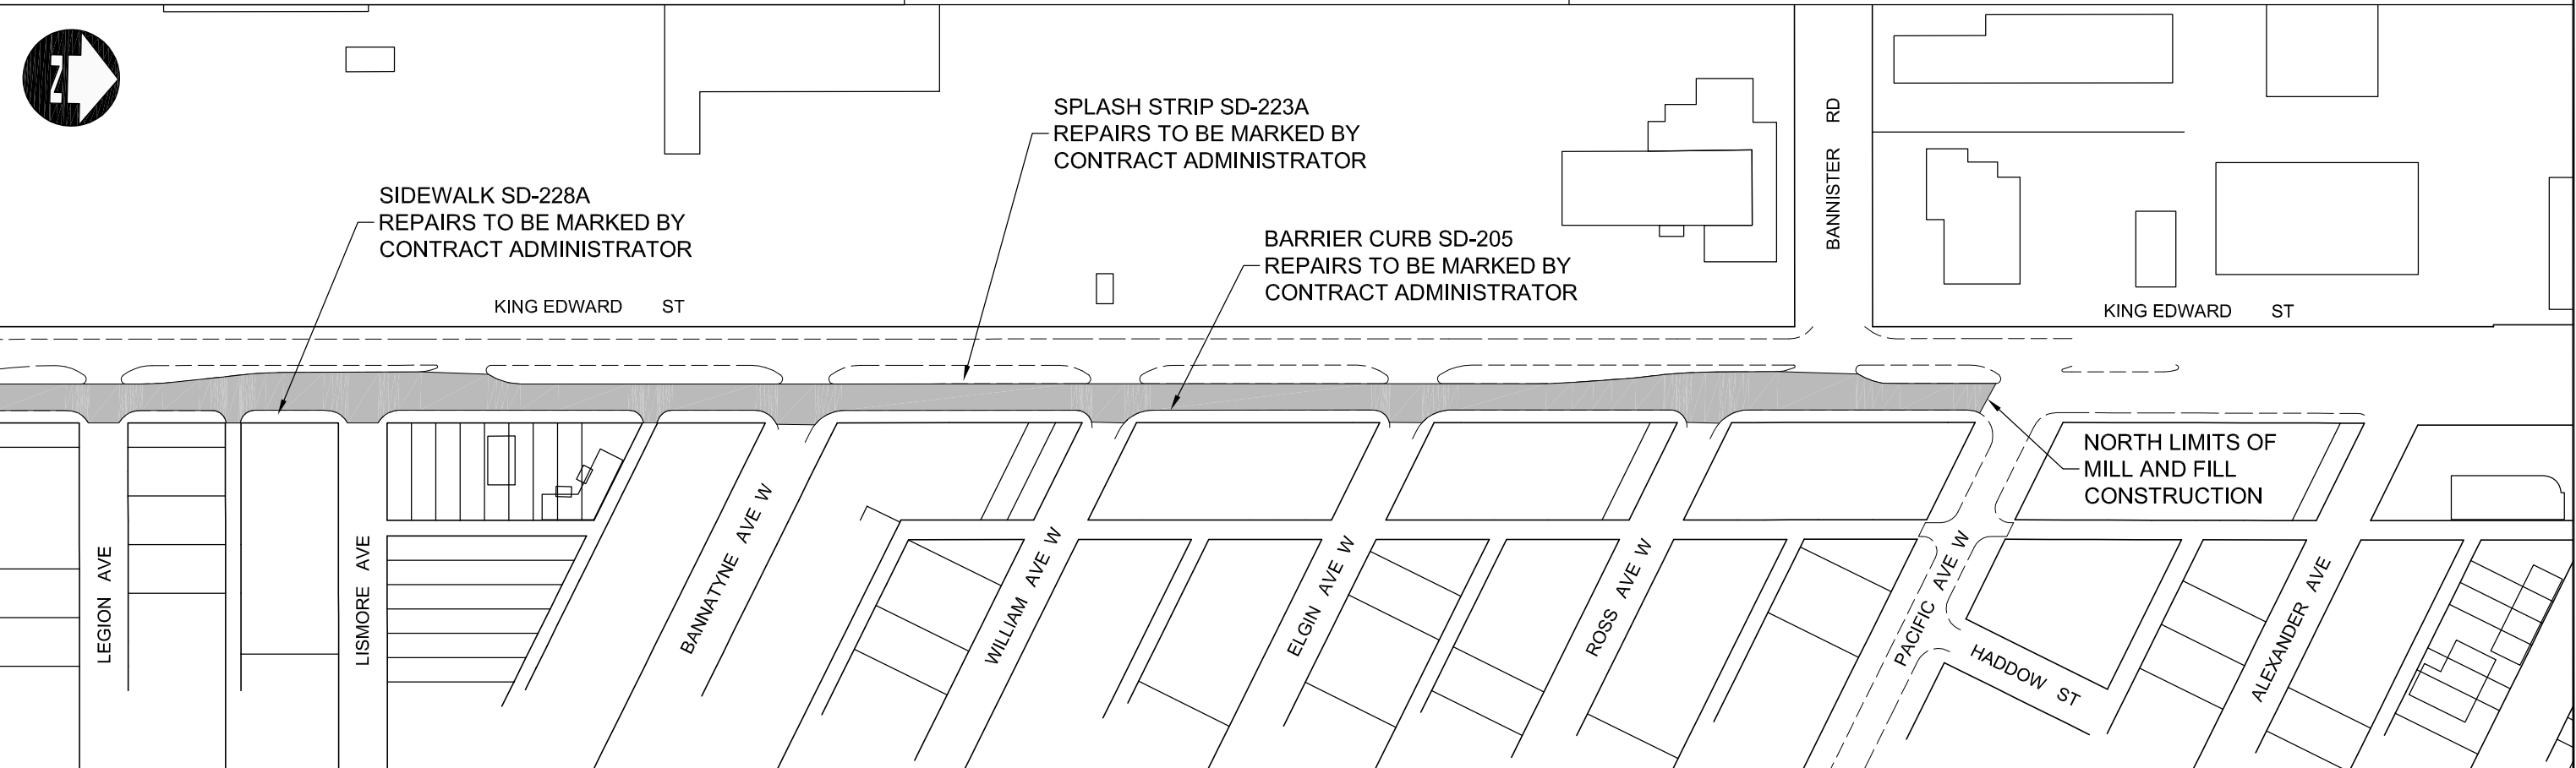 N
SPLASH STRIP SD-223A
REPAIRS TO BE MARKED BY
CONTRACT ADMINISTRATOR
SIDEWALK SD-228A
REPAIRS TO BE MARKED BY
CONTRACT ADMINISTRATOR
BARRIER CURB SD-205
REPAIRS TO BE MARKED BY
CONTRACT ADMINISTRATOR
BANNISTER RD
KING EDWARD ST
KING EDWARD ST
NORTH LIMITS OF
MILL AND FILL
CONSTRUCTION
LEGION AVE
LISMORE AVE
BANNATYNE AVE W
WILLIAM AVE W
ELGIN AVE W
ROSS AVE W
PACIFIC AVE W
HADDOW ST
ALEXANDER AVE